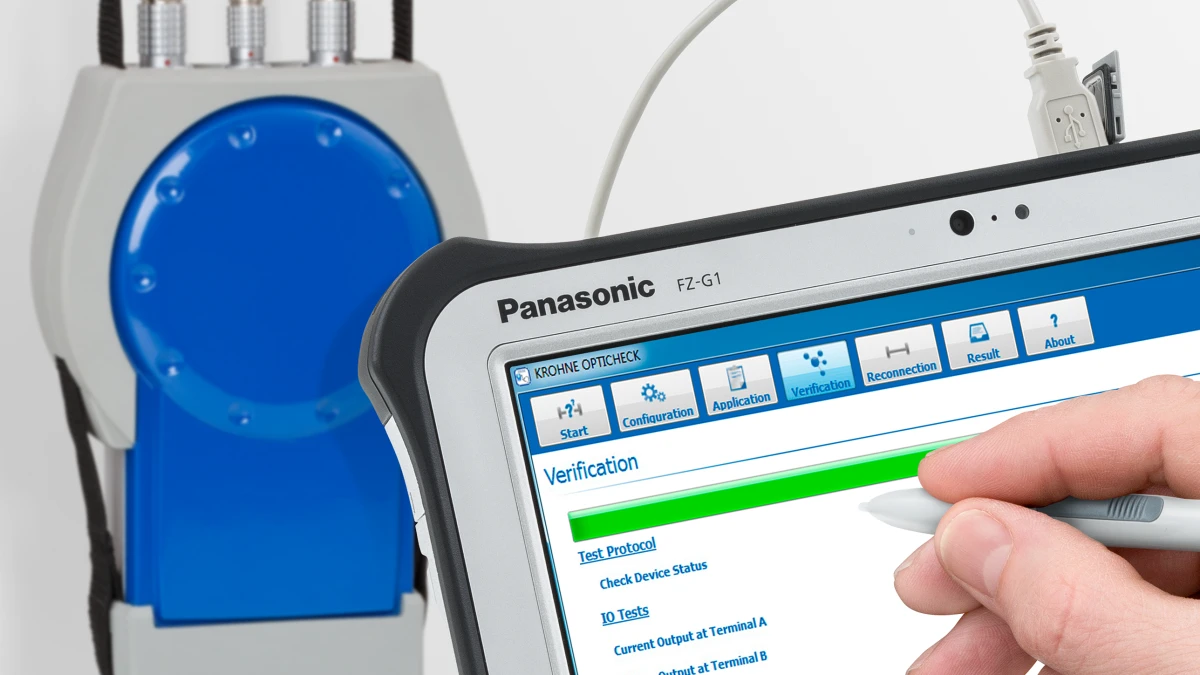 Panasonic FZ-G1
KROHNE OPTICHECK
Start
Configuration
Application
Verification
Reconnection
Result
? About
Verification
Test Protocol
Check Device Status
IO Tests
Current Output at Terminal A
Output at Terminal B